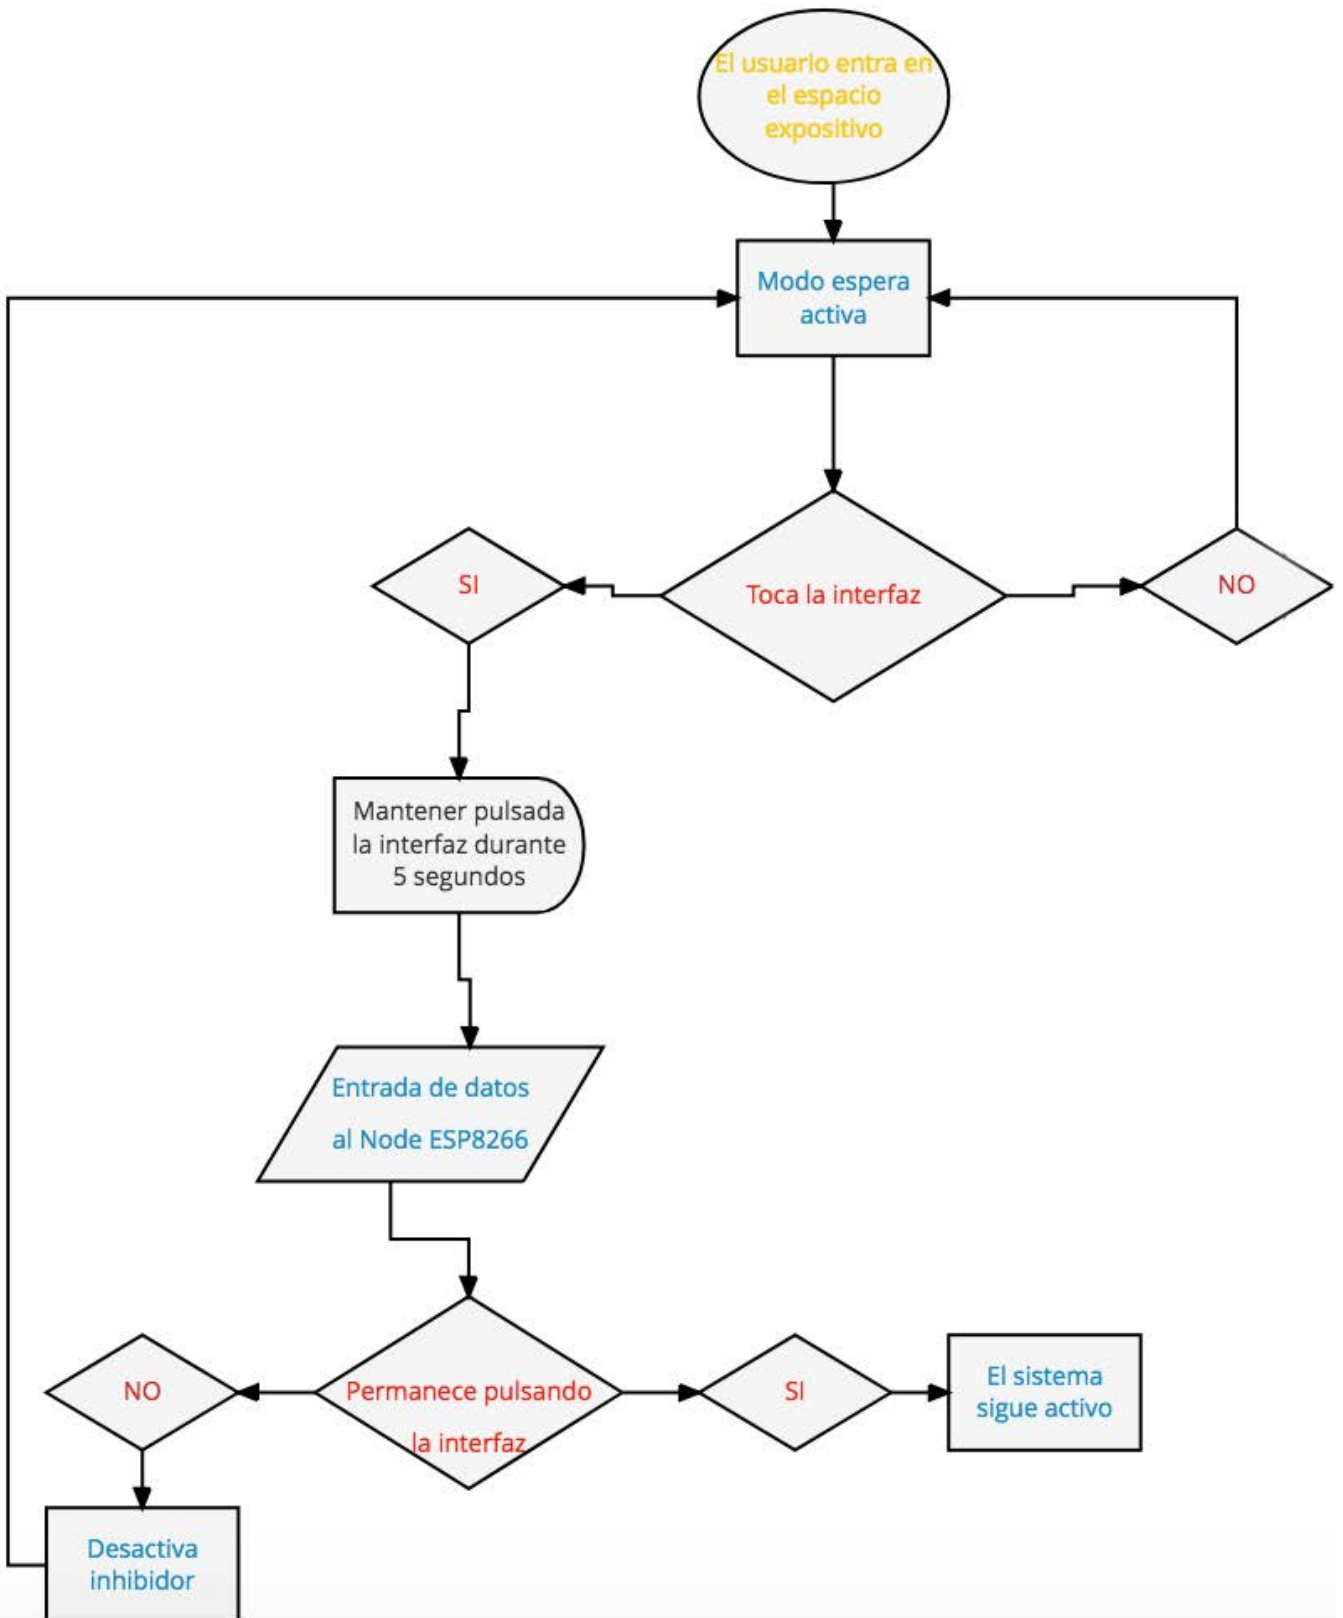 El usuario entra en
el espacio
expositivo
Modo espera
activa
SI
Toca la interfaz
NO
Mantener pulsada
la interfaz durante
5 segundos
Entrada de datos
al Node ESP8266
NO
Permanece pulsando
la interfaz
SI
El sistema
sigue activo
Desactiva
inhibidor